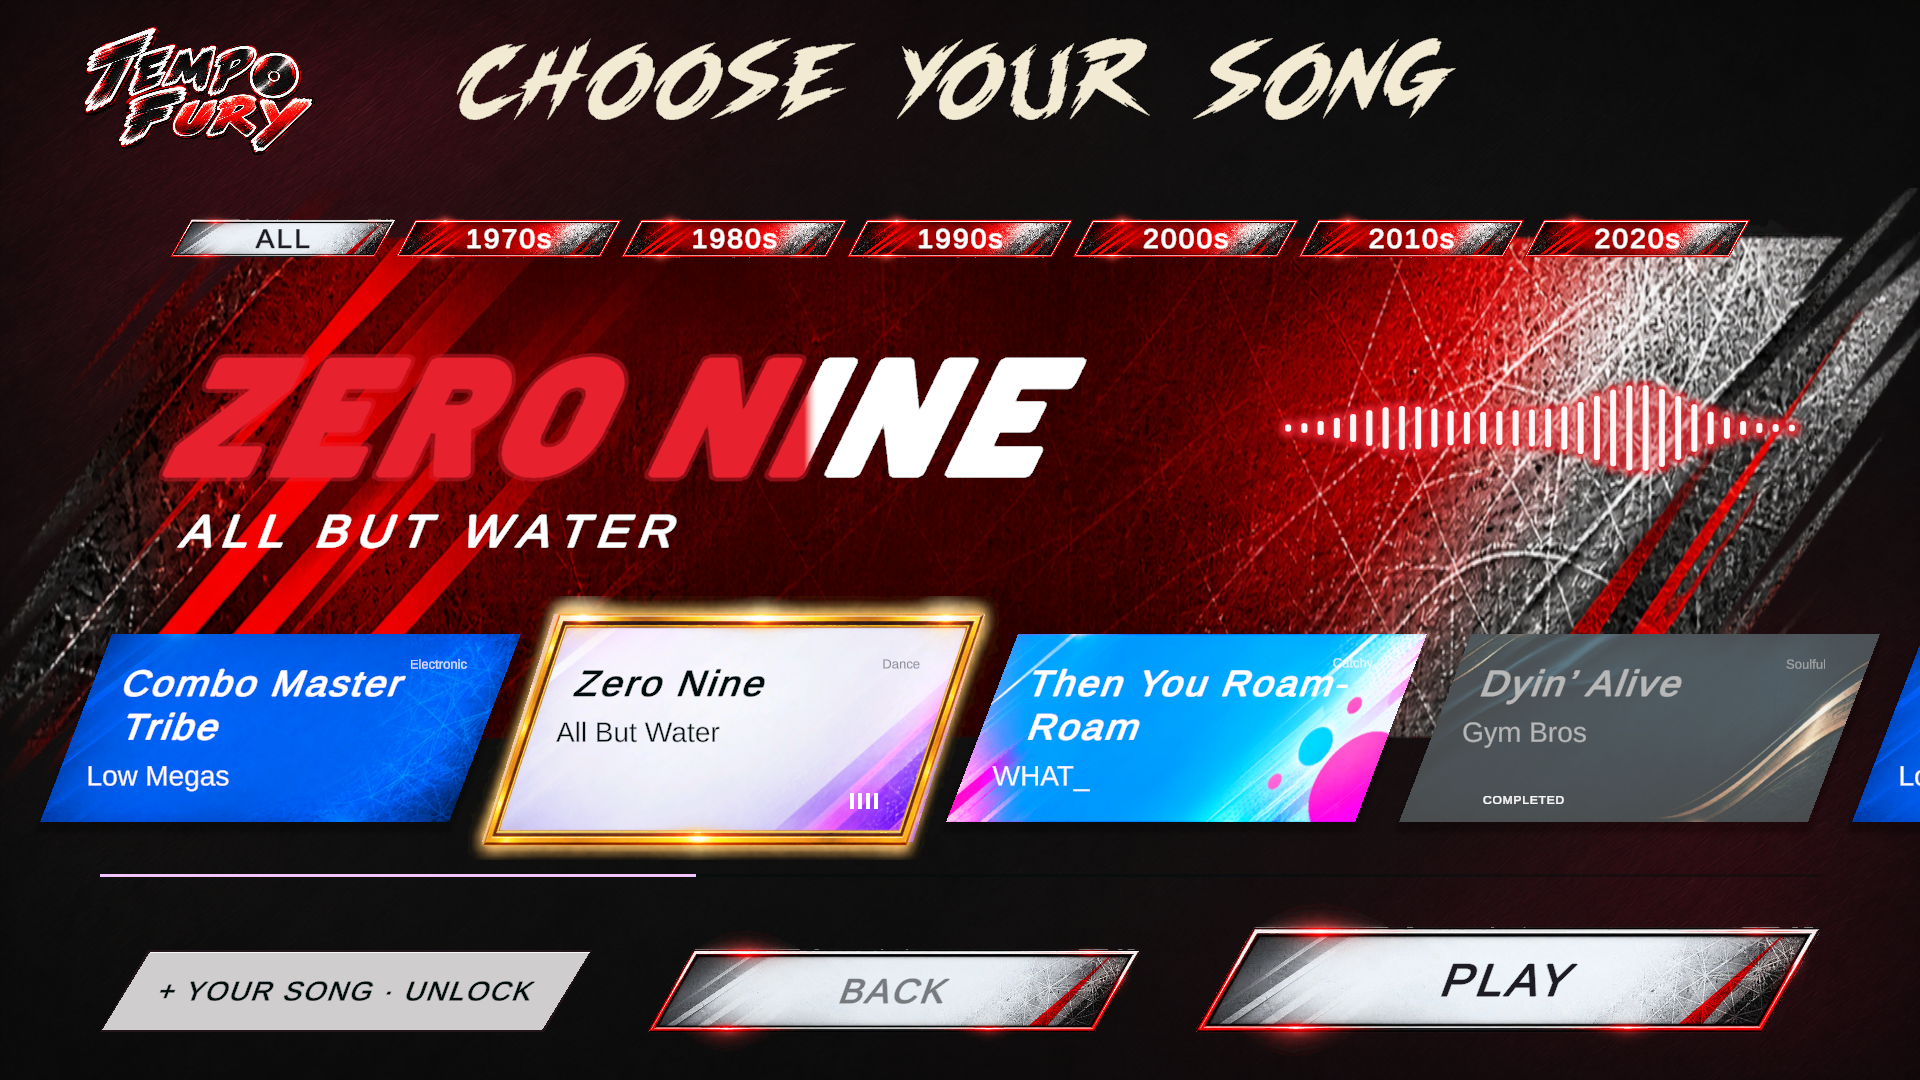 TEMPO
FURY
CHOOSE YOUR SONG
ALL
1970s
1980s
1990s
2000s
2010s
2020s
ZERO NINE
ALL BUT WATER
Electronic
Combo Master
Tribe
Low Megas
Dance
Zero Nine
All But Water
Catchy
Then You Roam-
Roam
WHAT_
Soulful
Dyin' Alive
Gym Bros
COMPLETED
Lo
+ YOUR SONG · UNLOCK
BACK
PLAY